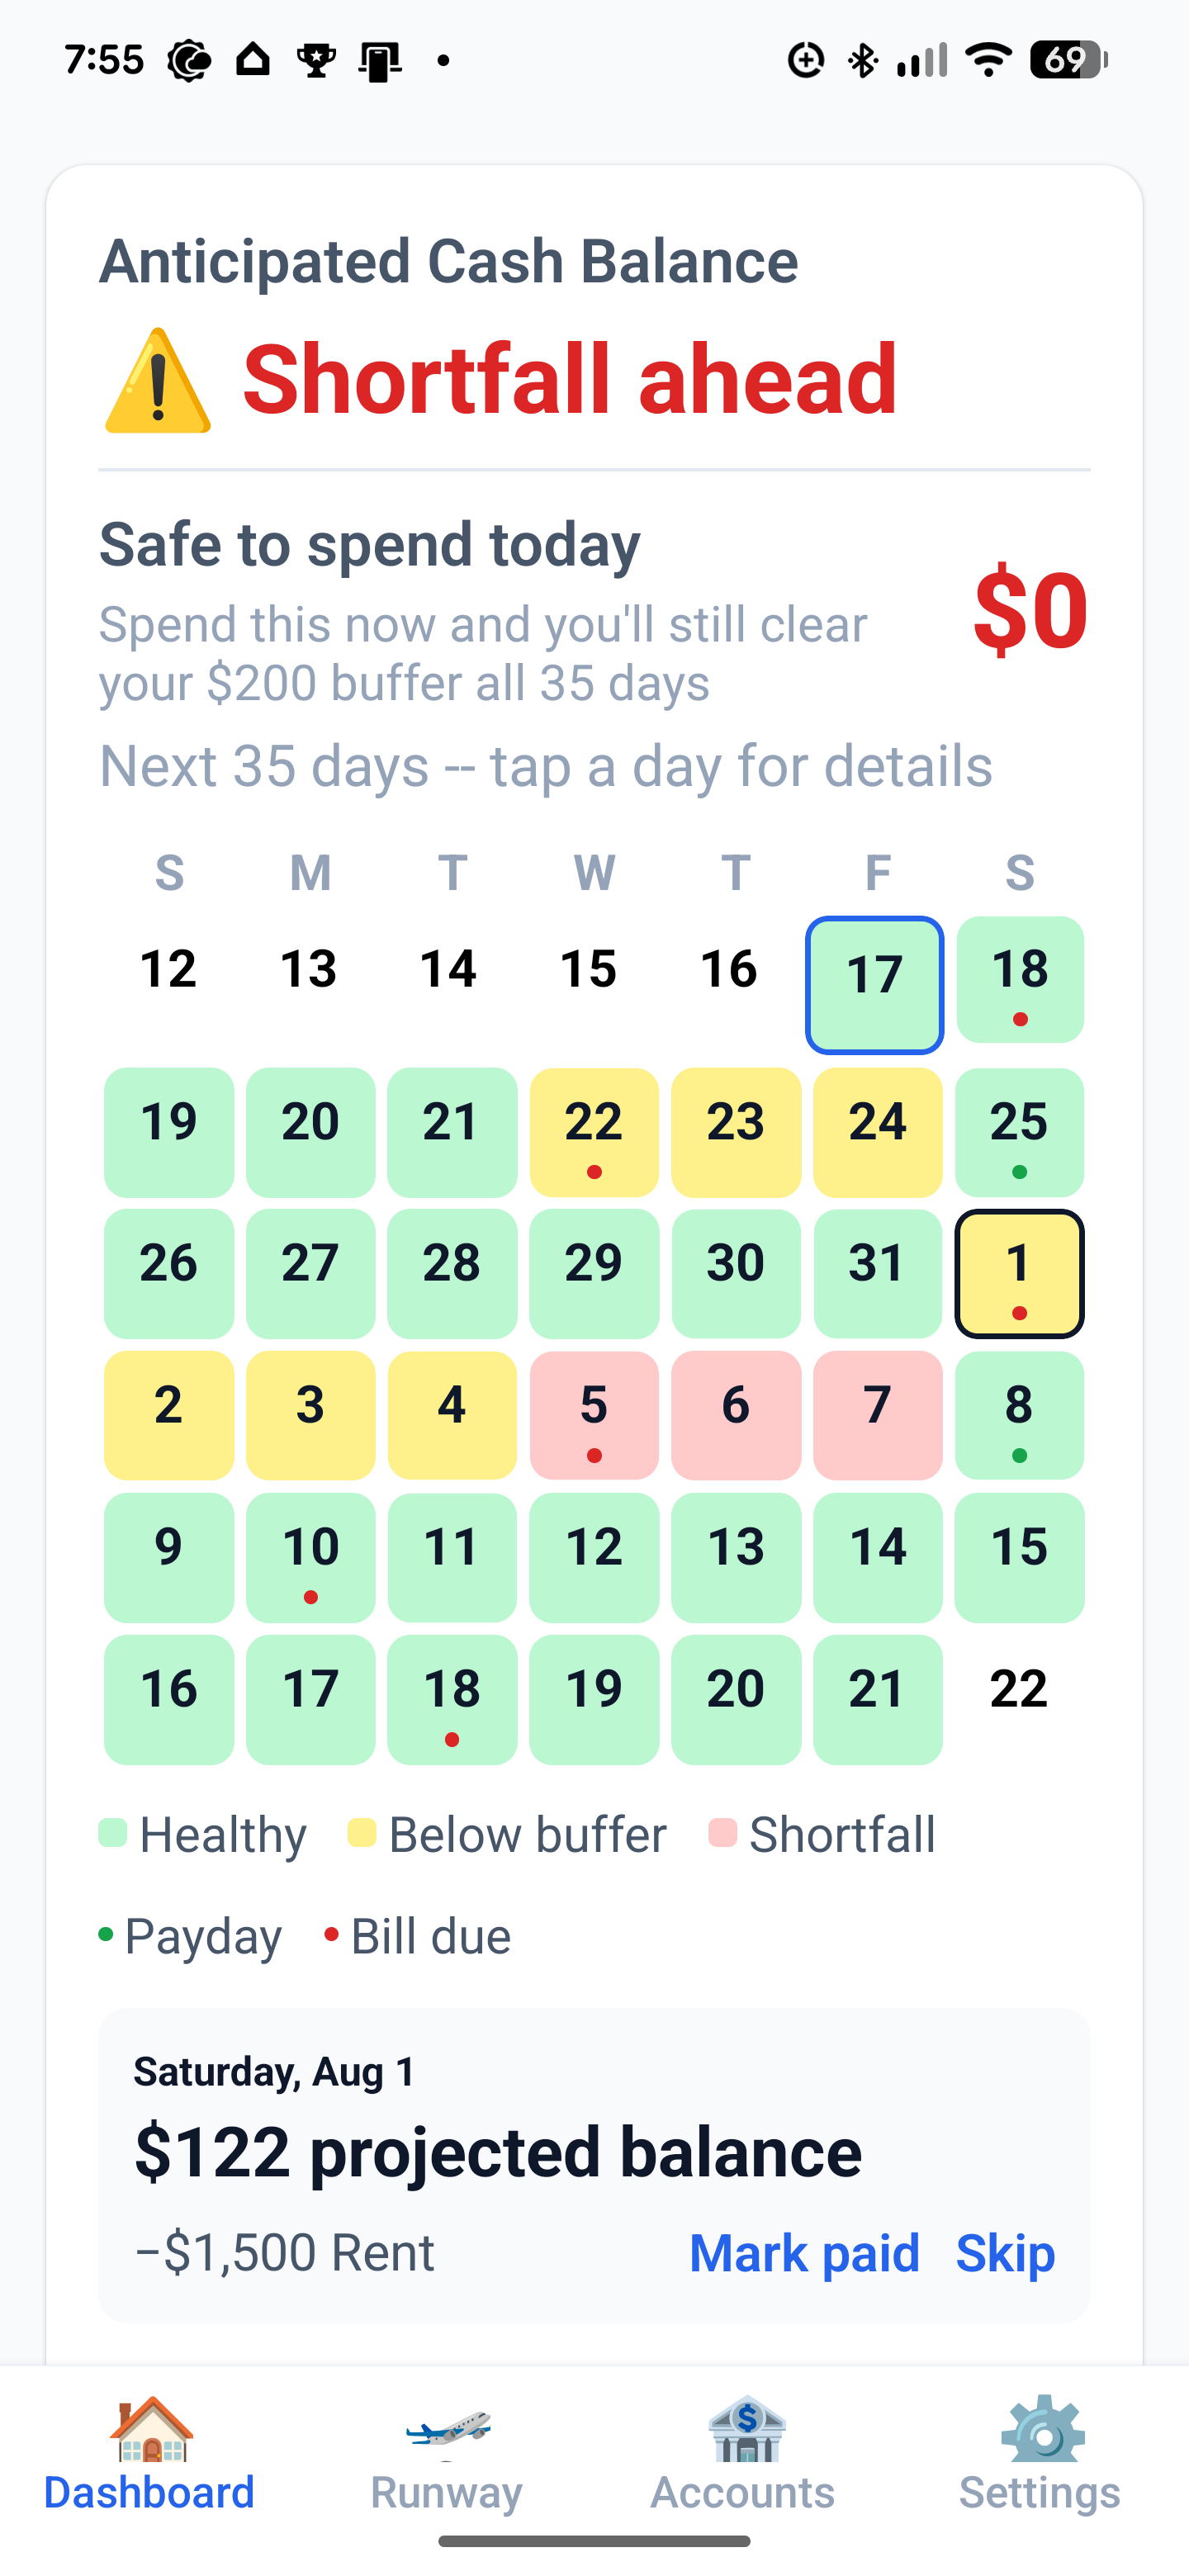 7:55
69
Anticipated Cash Balance
⚠️ Shortfall ahead
Safe to spend today
$0
Spend this now and you'll still clear
your $200 buffer all 35 days
Next 35 days -- tap a day for details
S M T W T F S
12 13 14 15 16 17 18
19 20 21 22 23 24 25
26 27 28 29 30 31 1
2 3 4 5 6 7 8
9 10 11 12 13 14 15
16 17 18 19 20 21 22
Healthy Below buffer Shortfall
Payday Bill due
Saturday, Aug 1
$122 projected balance
−$1,500 Rent Mark paid Skip
Dashboard Runway Accounts Settings